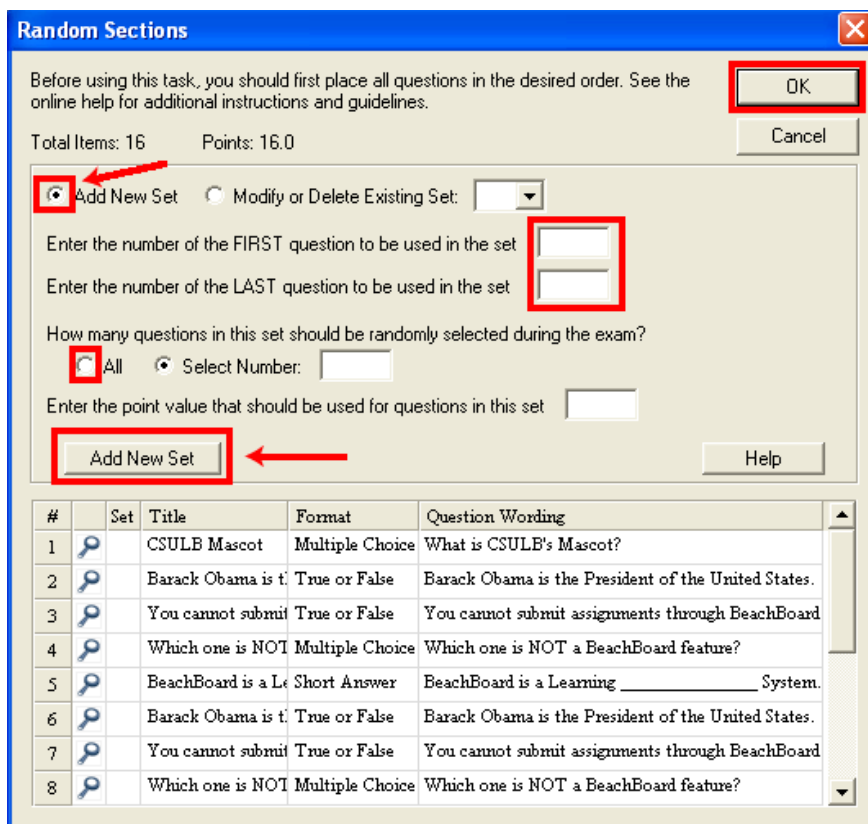 Random Sections
Before using this task, you should first place all questions in the desired order. See the
online help for additional instructions and guidelines.
OK
Cancel
Total Items: 16 Points: 16.0
Add New Set Modify or Delete Existing Set:
Enter the number of the FIRST question to be used in the set
Enter the number of the LAST question to be used in the set
How many questions in this set should be randomly selected during the exam?
All Select Number:
Enter the point value that should be used for questions in this set
Add New Set Help
# Set Title Format Question Wording
1 CSULB Mascot Multiple Choice What is CSULB's Mascot?
2 Barack Obama is t True or False Barack Obama is the President of the United States.
3 You cannot submit True or False You cannot submit assignments through BeachBoard
4 Which one is NOT Multiple Choice Which one is NOT a BeachBoard feature?
5 BeachBoard is a Le Short Answer BeachBoard is a Learning ______________ System.
6 Barack Obama is t True or False Barack Obama is the President of the United States.
7 You cannot submit True or False You cannot submit assignments through BeachBoard
8 Which one is NOT Multiple Choice Which one is NOT a BeachBoard feature?